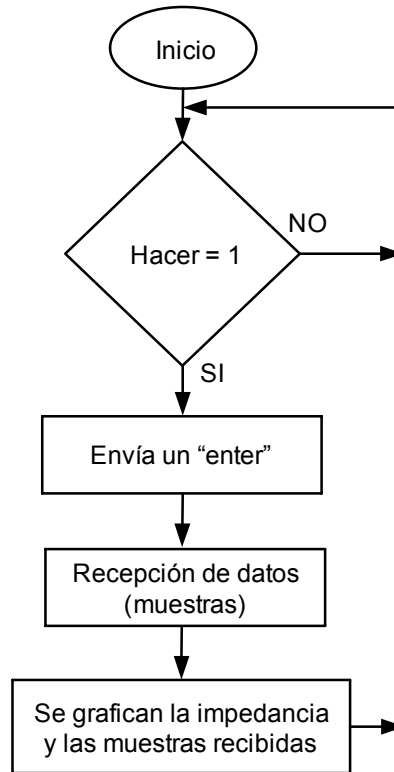 Inicio
Hacer = 1
NO
SI
Envía un “enter”
Recepción de datos
(muestras)
Se grafican la impedancia
y las muestras recibidas